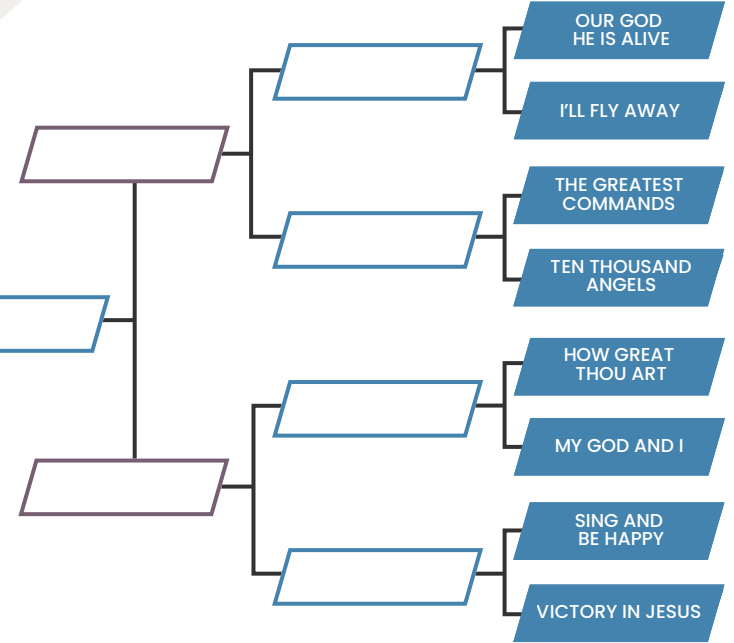 OUR GOD
HE IS ALIVE
I'LL FLY AWAY
THE GREATEST
COMMANDS
TEN THOUSAND
ANGELS
HOW GREAT
THOU ART
MY GOD AND I
SING AND
BE HAPPY
VICTORY IN JESUS